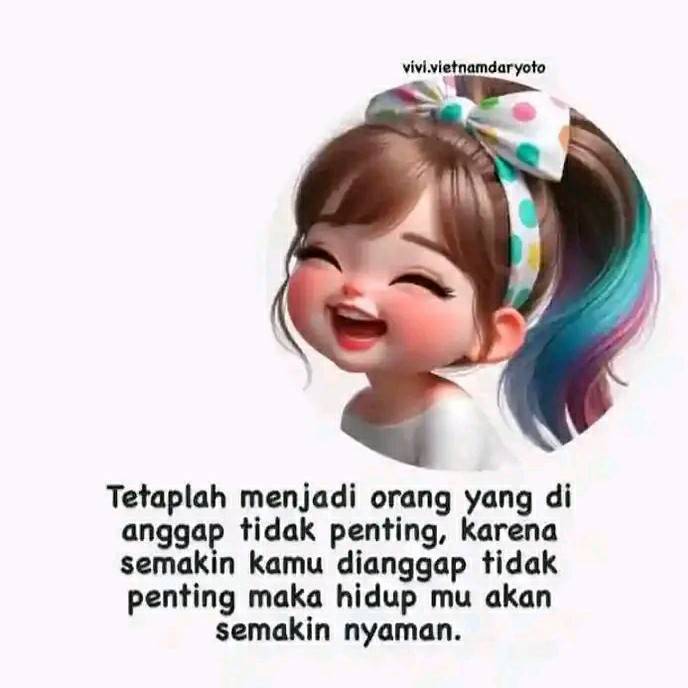 vivi.vietnamdaryoto
Tetaplah menjadi orang yang di
anggap tidak penting, karena
semakin kamu dianggap tidak
penting maka hidup mu akan
semakin nyaman.